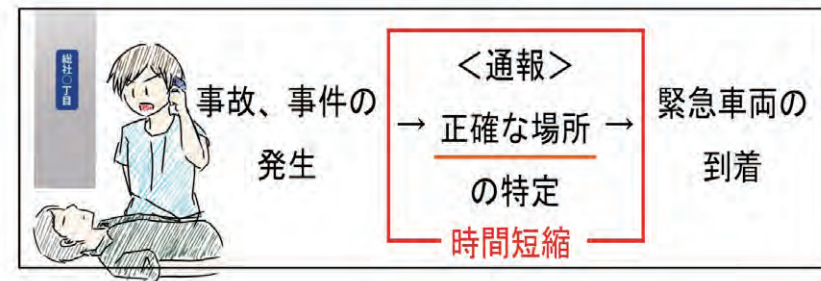 総社○丁目
事故、事件の
発生
→
＜通報＞
正確な場所
の特定
時間短縮
→
緊急車両の
到着